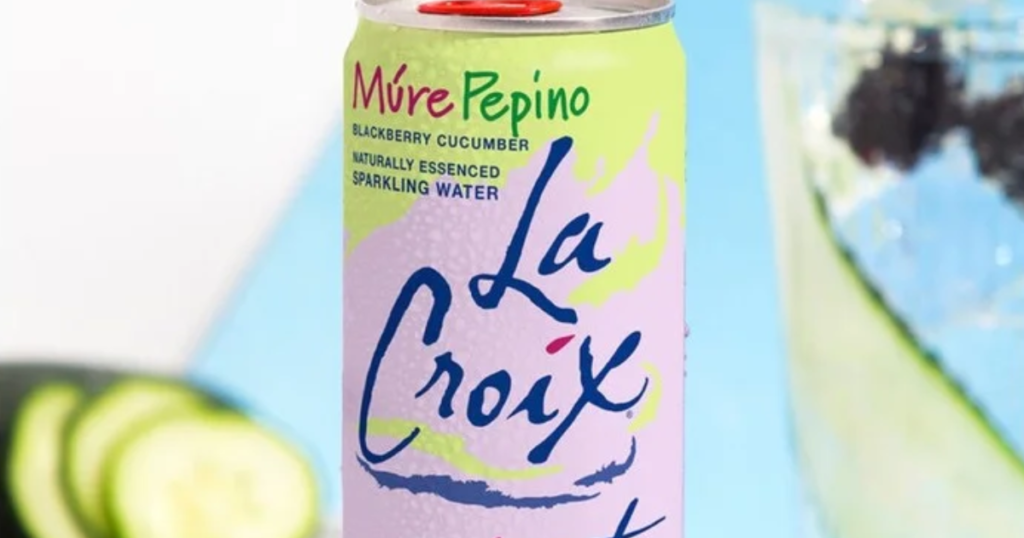 Múre Pepino
BLACKBERRY CUCUMBER
NATURALLY ESSENCED
SPARKLING WATER
La
Croix
®